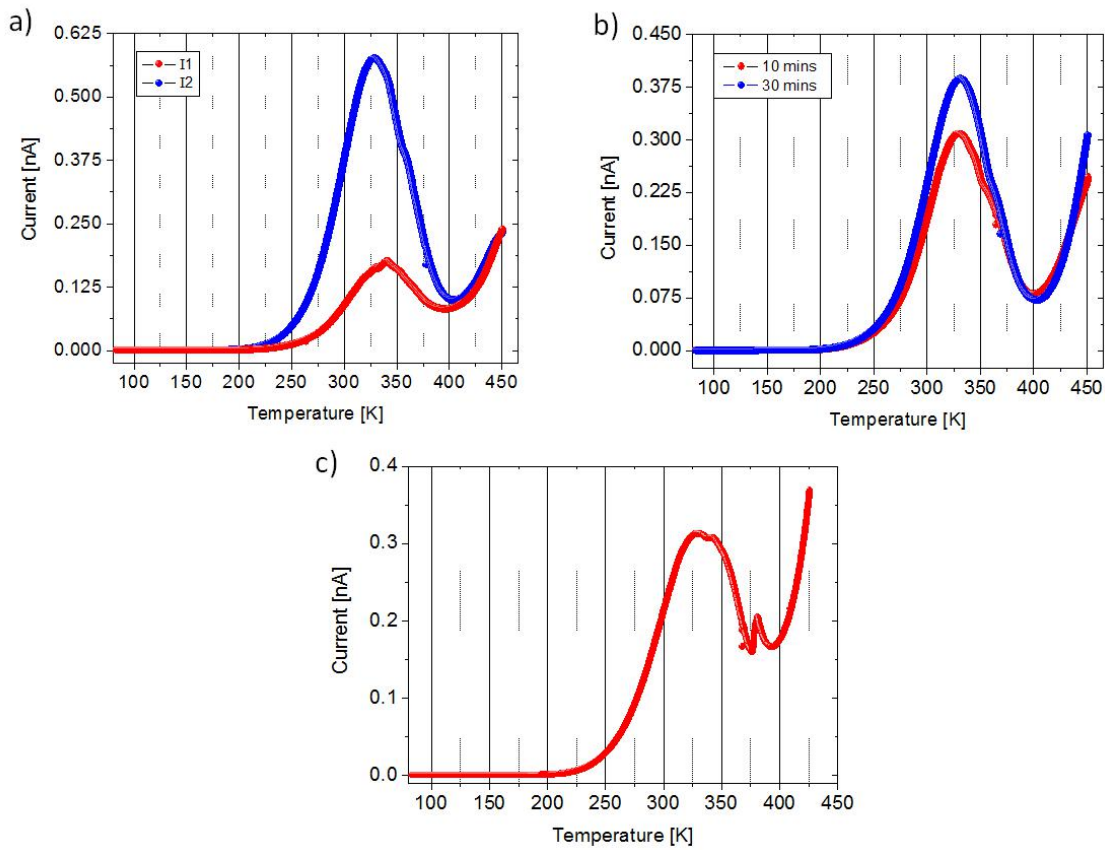 a)
0.625
0.500
0.375
0.250
0.125
0.000
Current [nA]
I1
I2
100 150 200 250 300 350 400 450
Temperature [K]
b)
0.450
0.375
0.300
0.225
0.150
0.075
0.000
Current [nA]
10 mins
30 mins
100 150 200 250 300 350 400 450
Temperature [K]
c)
0.4
0.3
0.2
0.1
0.0
Current [nA]
100 150 200 250 300 350 400 450
Temperature [K]